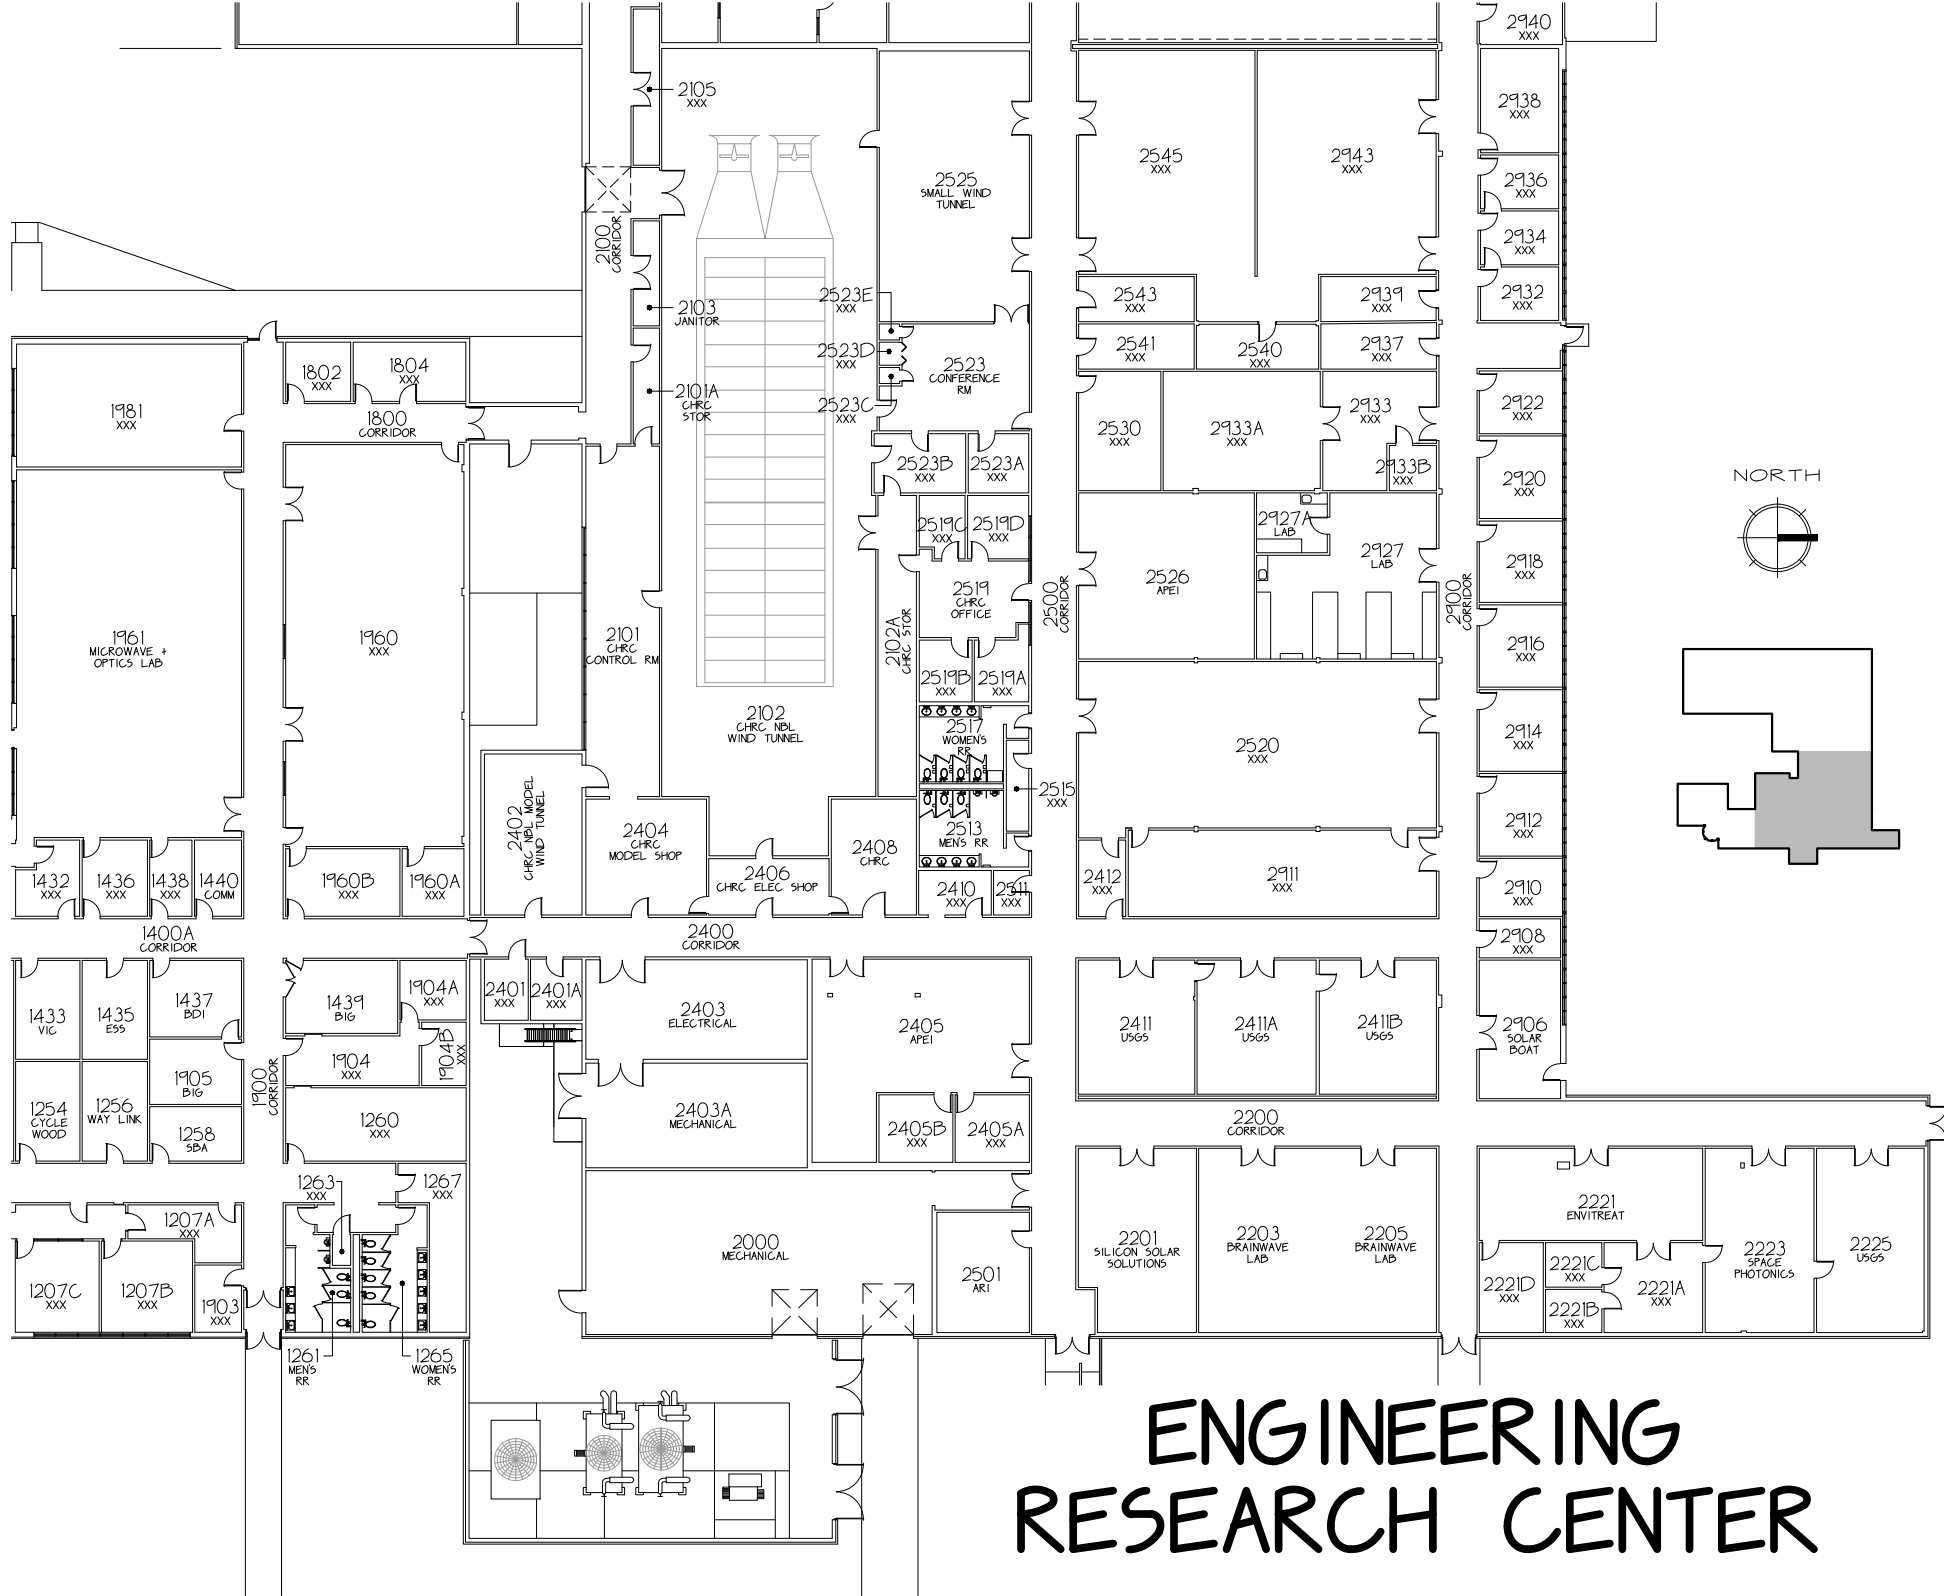 2940
XXX
2938
XXX
2936
XXX
2934
XXX
2932
XXX
2105
XXX
2525
SMALL WIND
TUNNEL
2545
XXX
2943
XXX
2100
CORRIDOR
2103
JANITOR
2523E
XXX
2523D
XXX
2523C
XXX
2523
CONFERENCE
RM
2543
XXX
2939
XXX
2541
XXX
2540
XXX
2937
XXX
1981
XXX
1802
XXX
1804
XXX
1800
CORRIDOR
2101A
CHRC
STOR
2530
XXX
2933A
XXX
2933
XXX
2933B
XXX
2922
XXX
2920
XXX
2523B
XXX
2523A
XXX
2519C
XXX
2519D
XXX
2519
CHRC
OFFICE
2519B
XXX
2519A
XXX
2102A
CHRC STOR
2500
CORRIDOR
2526
APEI
2927A
LAB
2927
LAB
2900
CORRIDOR
2918
XXX
2916
XXX
2914
XXX
2912
XXX
2910
XXX
2908
XXX
2906
SOLAR
BOAT
NORTH
1961
MICROWAVE +
OPTICS LAB
1960
XXX
2101
CHRC
CONTROL RM
2102
CHRC NBL
WIND TUNNEL
2517
WOMEN'S
RR
2515
XXX
2513
MEN'S RR
2520
XXX
2402
CHRC NBL MODEL
WIND TUNNEL
2404
CHRC
MODEL SHOP
2406
CHRC ELEC SHOP
2408
CHRC
2410
XXX
2511
XXX
2412
XXX
2911
XXX
1432
XXX
1436
XXX
1438
XXX
1440
COMM
1960B
XXX
1960A
XXX
1400A
CORRIDOR
2400
CORRIDOR
1433
VIC
1435
ESS
1437
BDI
1439
BIG
1904A
XXX
1904
XXX
1904B
XXX
2401
XXX
2401A
XXX
2403
ELECTRICAL
2405
APEI
2411
USGS
2411A
USGS
2411B
USGS
1254
CYCLE
WOOD
1256
WAY LINK
1905
BIG
1258
SBA
1900
CORRIDOR
1260
XXX
2403A
MECHANICAL
2405B
XXX
2405A
XXX
2200
CORRIDOR
1263
XXX
1267
XXX
1207A
XXX
1207C
XXX
1207B
XXX
1903
XXX
2000
MECHANICAL
2501
ARI
2201
SILICON SOLAR
SOLUTIONS
2203
BRAINWAVE
LAB
2205
BRAINWAVE
LAB
2221
ENVITREAT
2221D
XXX
2221C
XXX
2221B
XXX
2221A
XXX
2223
SPACE
PHOTONICS
2225
USGS
1261
MEN'S
RR
1265
WOMEN'S
RR
ENGINEERING
RESEARCH CENTER